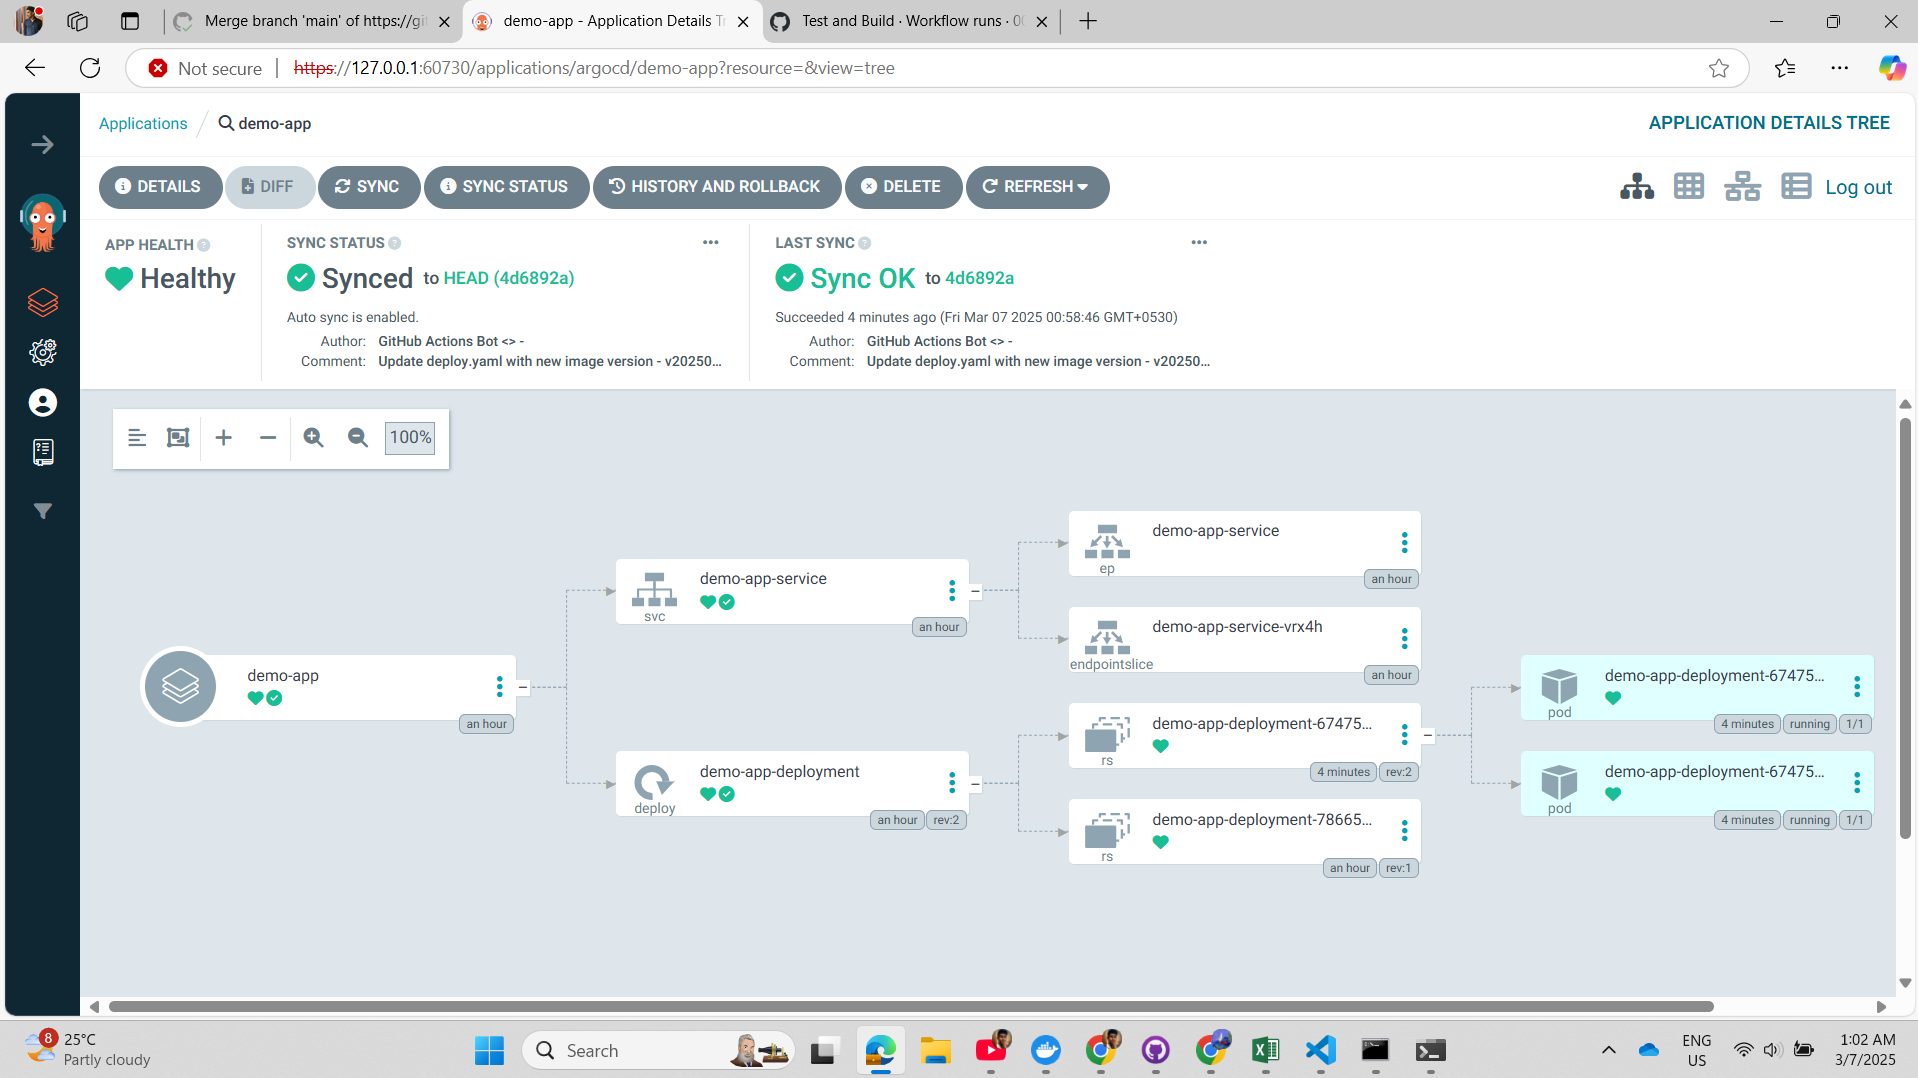 Merge branch 'main' of https://git
demo-app - Application Details Tr
Test and Build · Workflow runs · 00
Not secure
https://127.0.0.1:60730/applications/argocd/demo-app?resource=&view=tree
Applications
demo-app
APPLICATION DETAILS TREE
DETAILS
DIFF
SYNC
SYNC STATUS
HISTORY AND ROLLBACK
DELETE
REFRESH
Log out
APP HEALTH
Healthy
SYNC STATUS
Synced to HEAD (4d6892a)
Auto sync is enabled.
Author: GitHub Actions Bot <> -
Comment: Update deploy.yaml with new image version - v20250...
LAST SYNC
Sync OK to 4d6892a
Succeeded 4 minutes ago (Fri Mar 07 2025 00:58:46 GMT+0530)
Author: GitHub Actions Bot <> -
Comment: Update deploy.yaml with new image version - v20250...
100%
demo-app
an hour
svc
demo-app-service
an hour
deploy
demo-app-deployment
an hour
rev:2
ep
demo-app-service
an hour
endpointslice
demo-app-service-vrx4h
an hour
rs
demo-app-deployment-67475...
4 minutes
rev:2
rs
demo-app-deployment-78665...
an hour
rev:1
pod
demo-app-deployment-67475...
4 minutes
running
1/1
pod
demo-app-deployment-67475...
4 minutes
running
1/1
8
25°C
Partly cloudy
Search
ENG
US
1:02 AM
3/7/2025